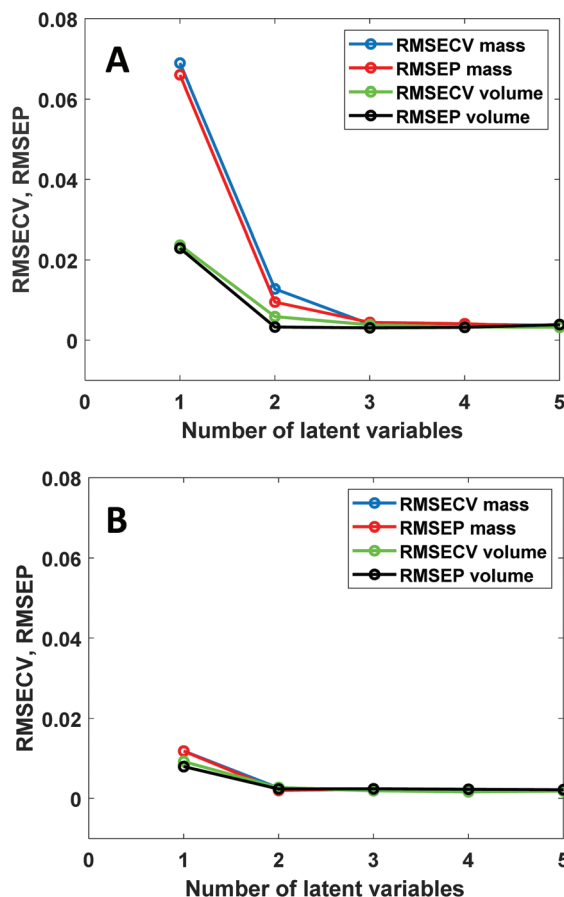 A
RMSECV mass
RMSEP mass
RMSECV volume
RMSEP volume
0.08
0.06
0.04
0.02
0
RMSECV, RMSEP
0 1 2 3 4 5
Number of latent variables
B
RMSECV mass
RMSEP mass
RMSECV volume
RMSEP volume
0.08
0.06
0.04
0.02
0
RMSECV, RMSEP
0 1 2 3 4 5
Number of latent variables